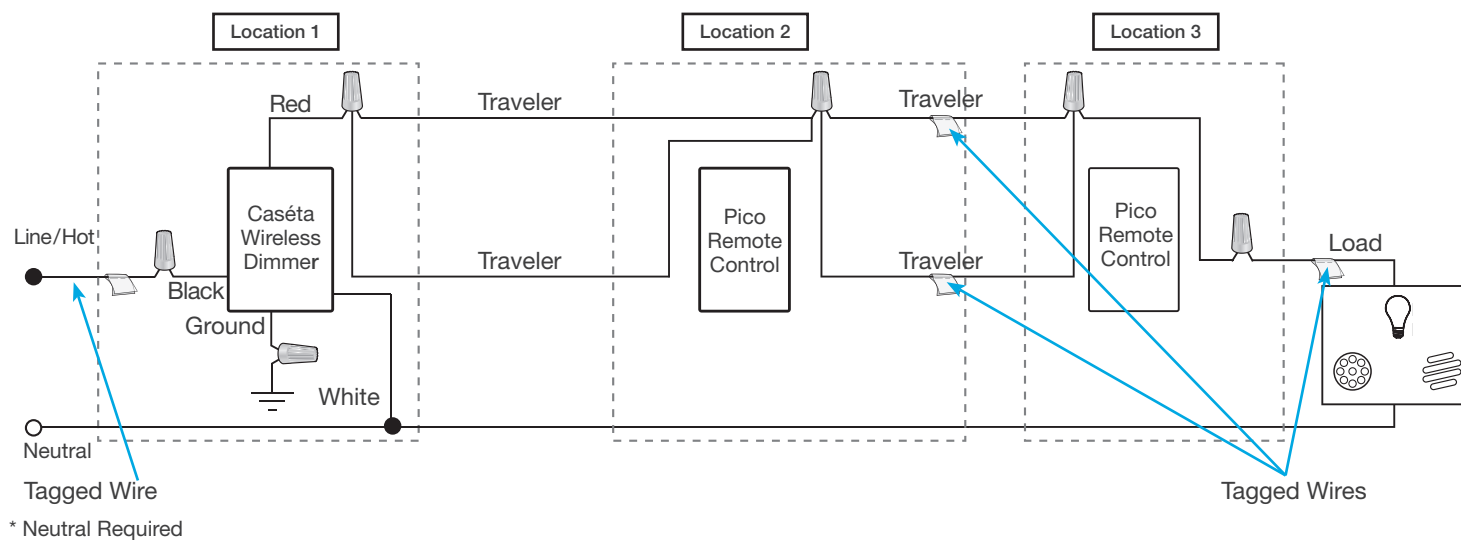 Location 1
Location 2
Location 3
Red
Traveler
Traveler
Line/Hot
Caséta
Wireless
Dimmer
Pico
Remote
Control
Pico
Remote
Control
Load
Black
Traveler
Traveler
Ground
White
Neutral
Tagged Wire
Tagged Wires
* Neutral Required